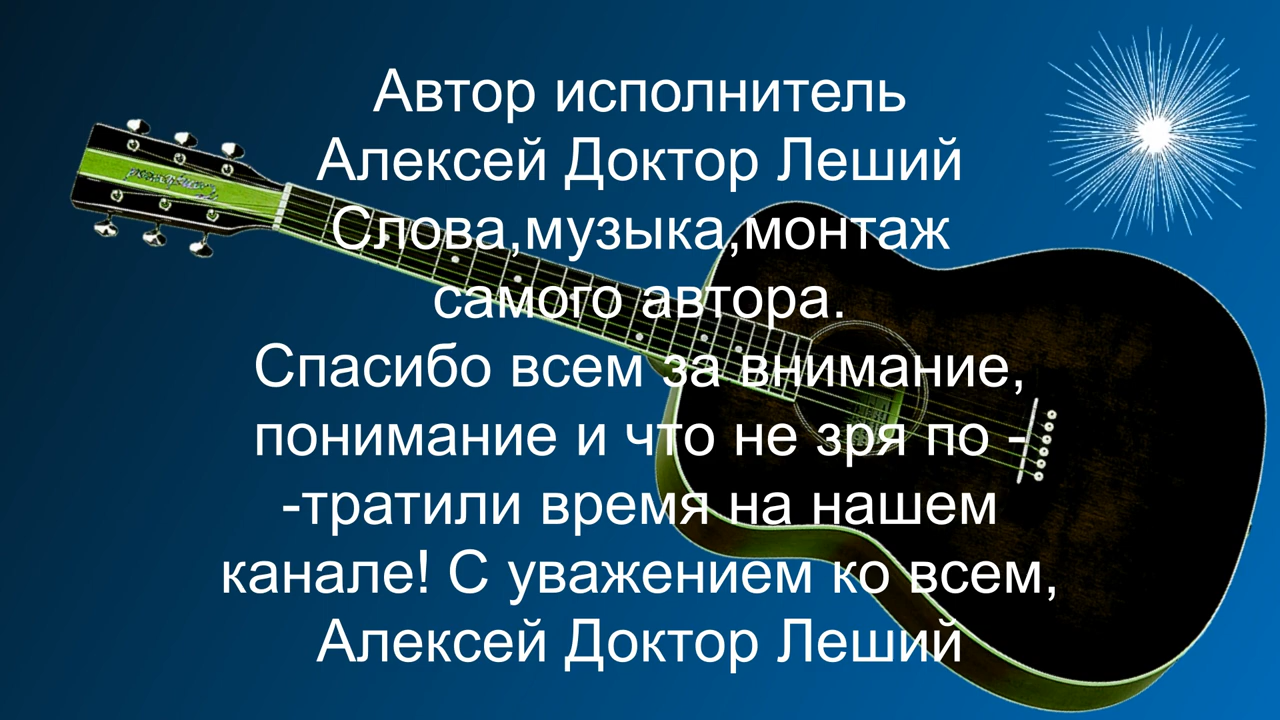 Автор исполнитель
Алексей Доктор Леший
Слова,музыка,монтаж
самого автора.
Спасибо всем за внимание,
понимание и что не зря по -
-тратили время на нашем
канале! С уважением ко всем,
Алексей Доктор Леший